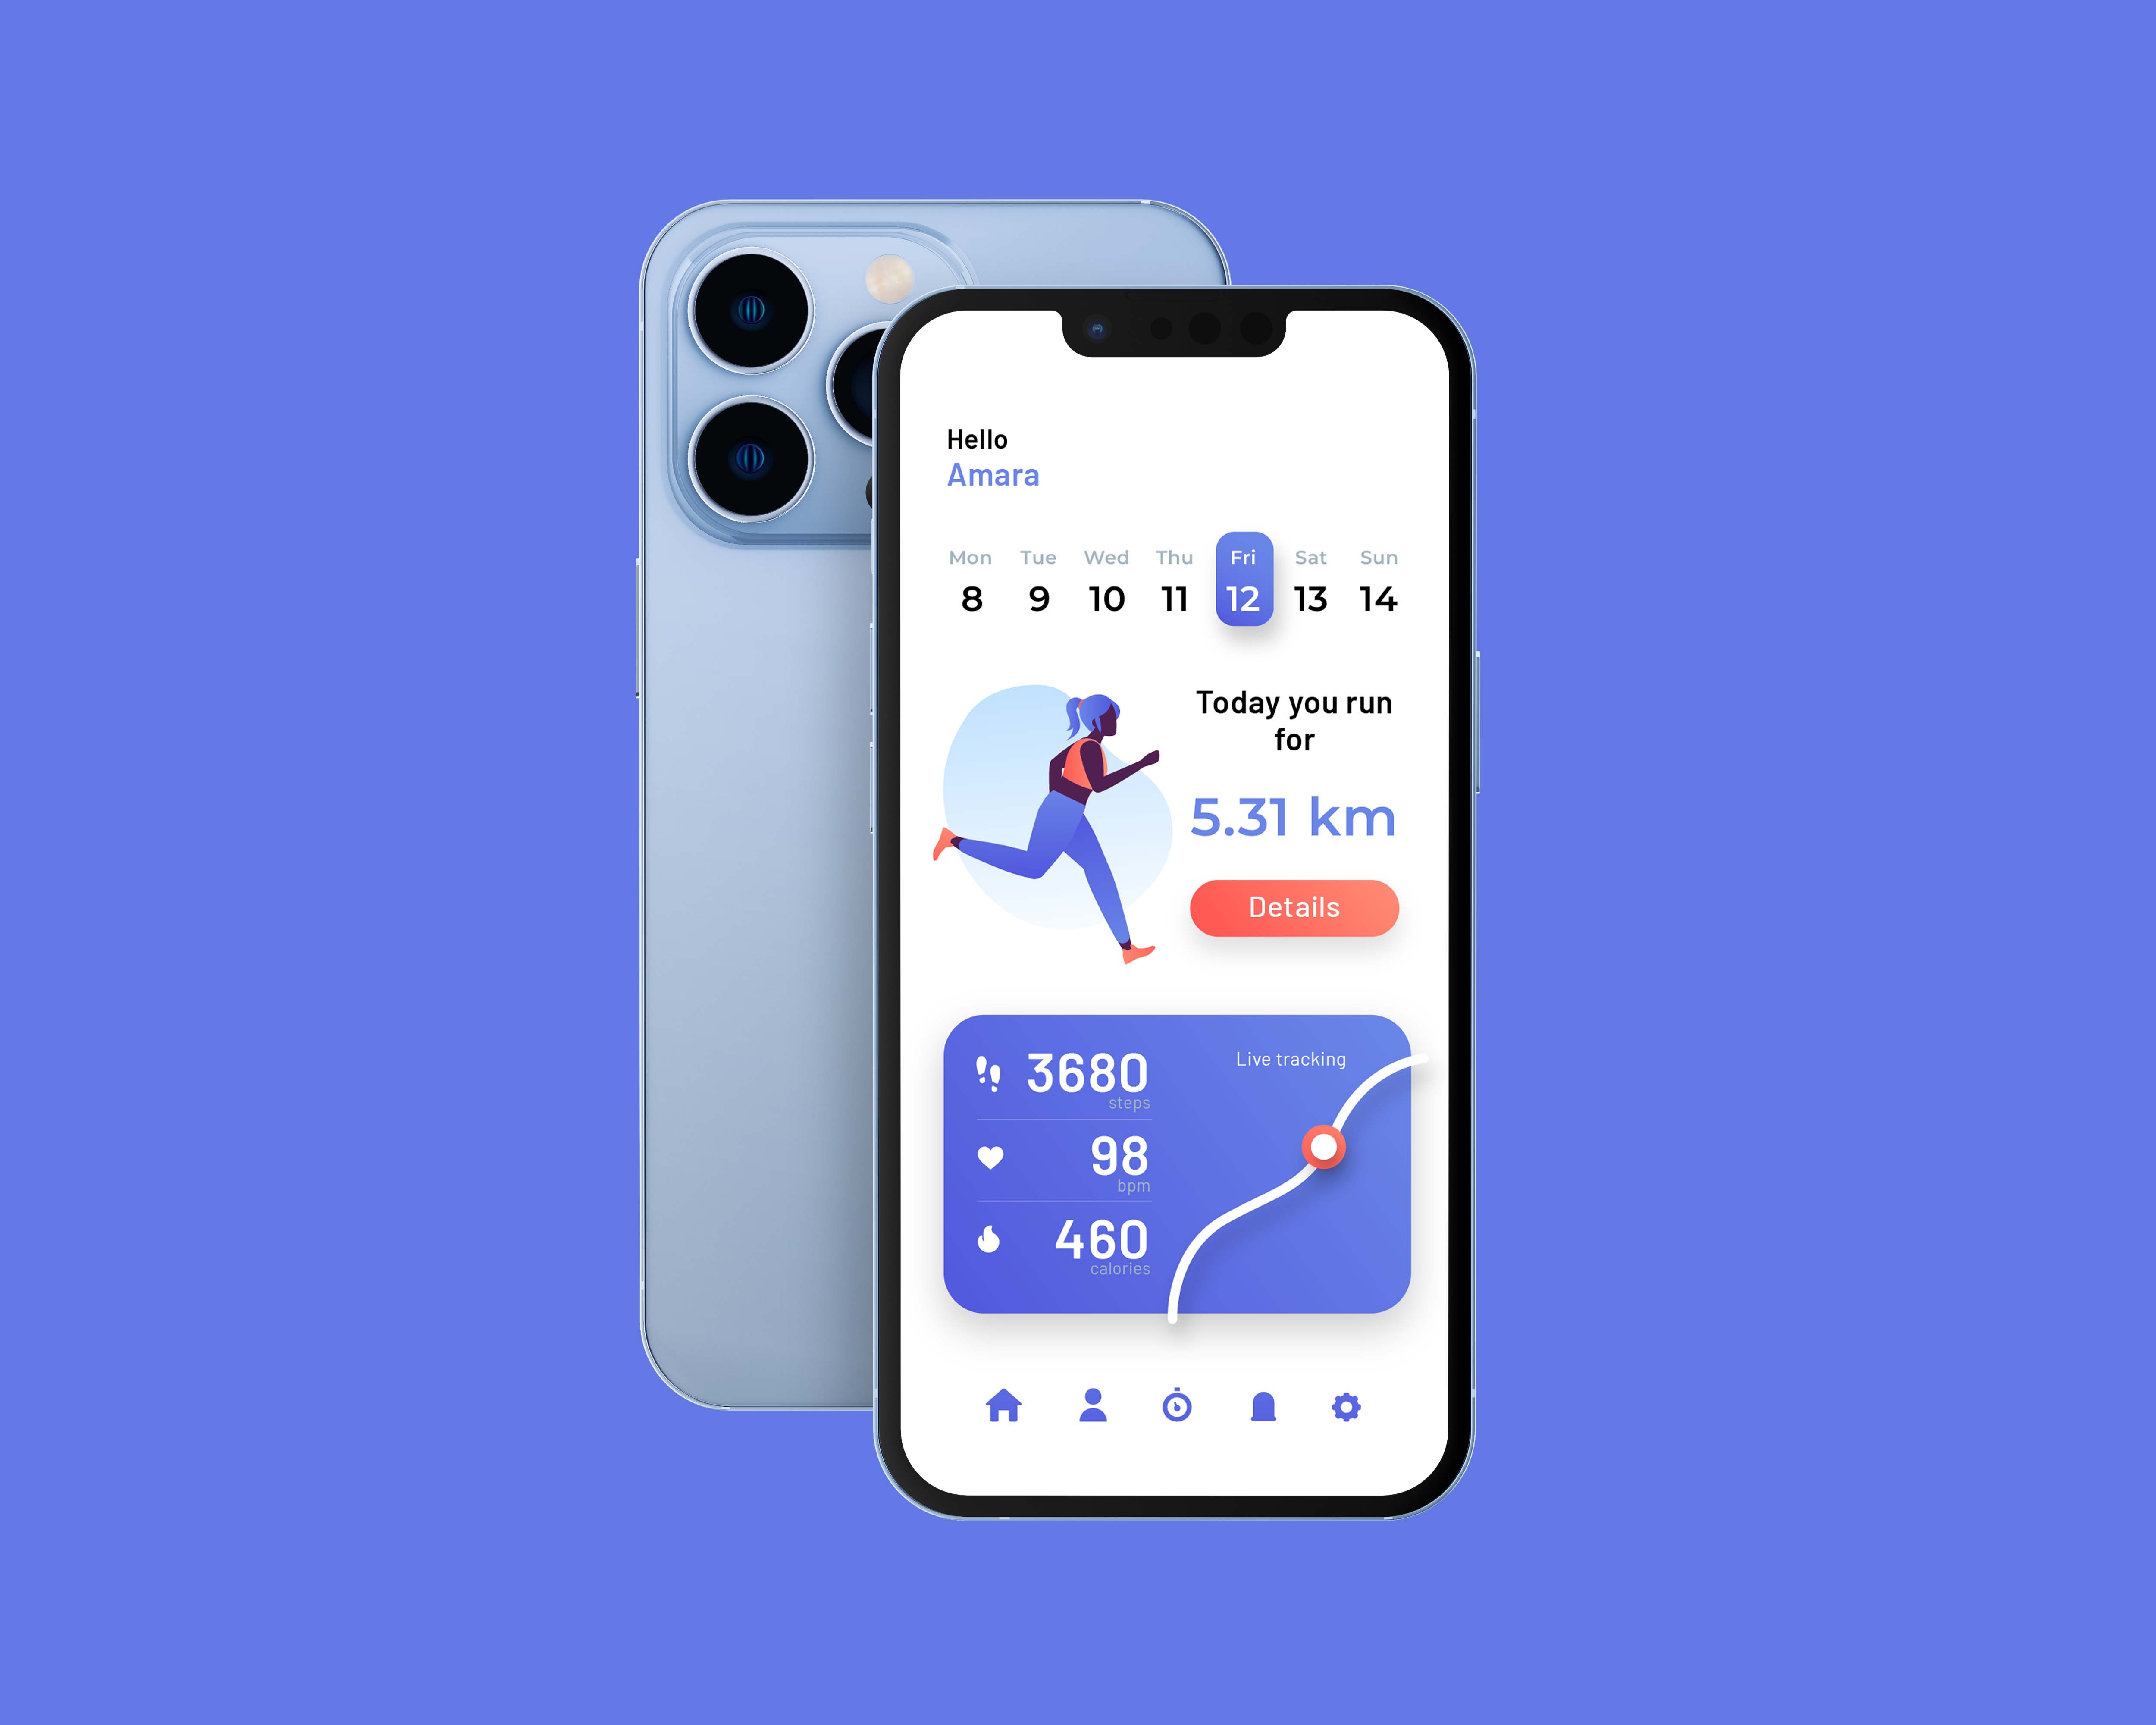 Hello
Amara
Mon Tue Wed Thu Fri Sat Sun
8 9 10 11 12 13 14
Today you run
for
5.31 km
Details
Live tracking
3680
steps
98
bpm
460
calories